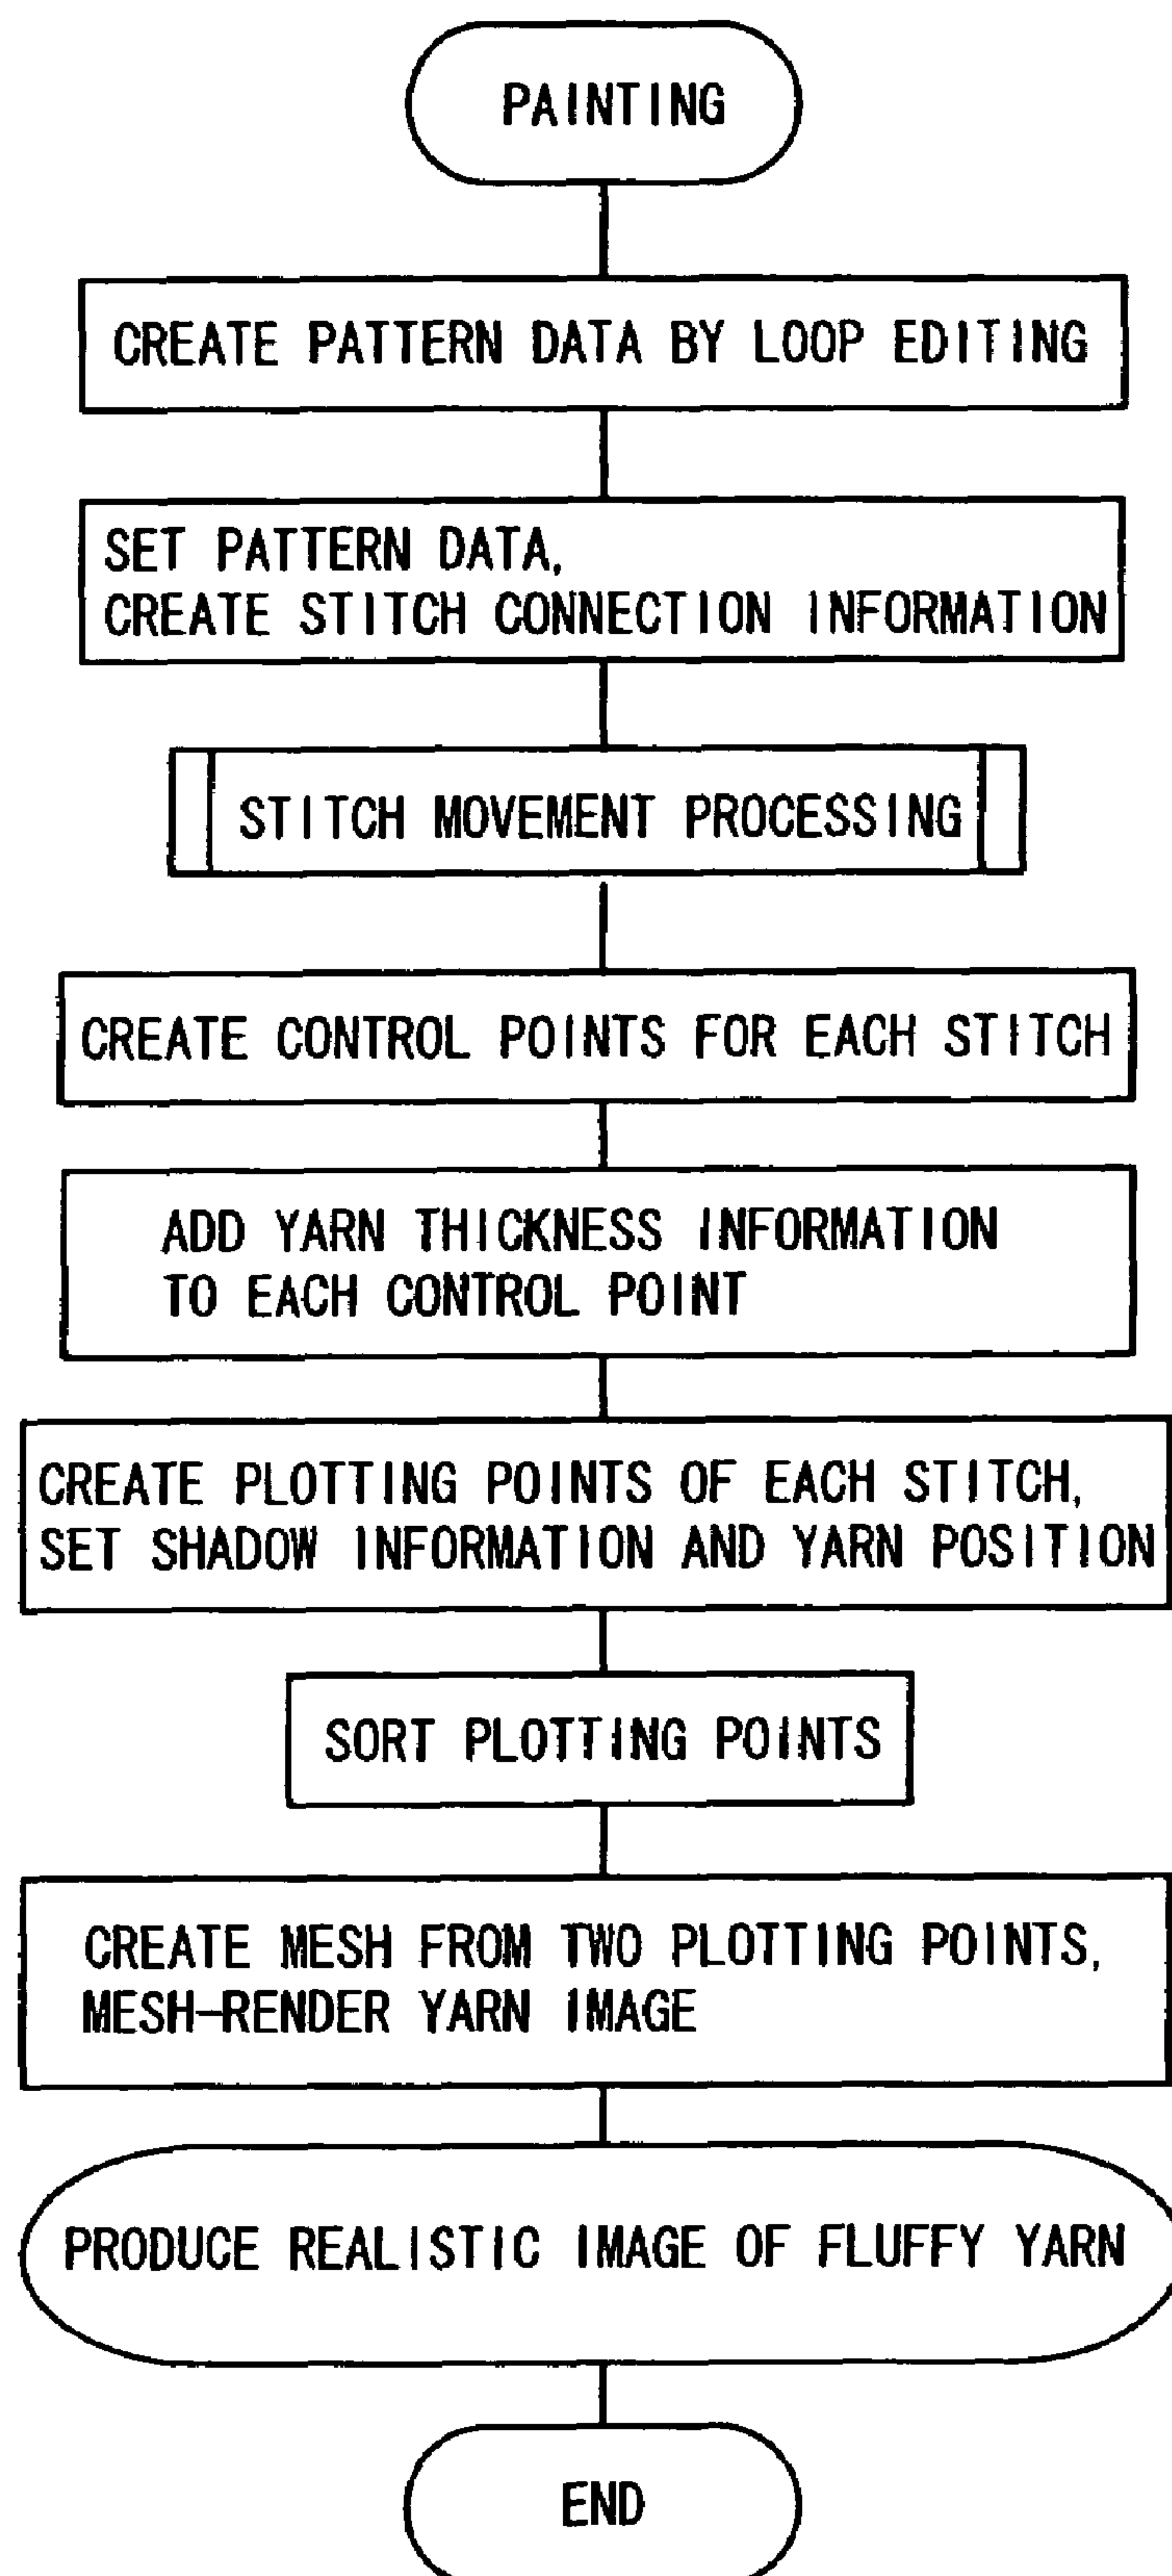 PAINTING
CREATE PATTERN DATA BY LOOP EDITING
SET PATTERN DATA,
CREATE STITCH CONNECTION INFORMATION
STITCH MOVEMENT PROCESSING
CREATE CONTROL POINTS FOR EACH STITCH
ADD YARN THICKNESS INFORMATION
TO EACH CONTROL POINT
CREATE PLOTTING POINTS OF EACH STITCH,
SET SHADOW INFORMATION AND YARN POSITION
SORT PLOTTING POINTS
CREATE MESH FROM TWO PLOTTING POINTS,
MESH-RENDER YARN IMAGE
PRODUCE REALISTIC IMAGE OF FLUFFY YARN
END